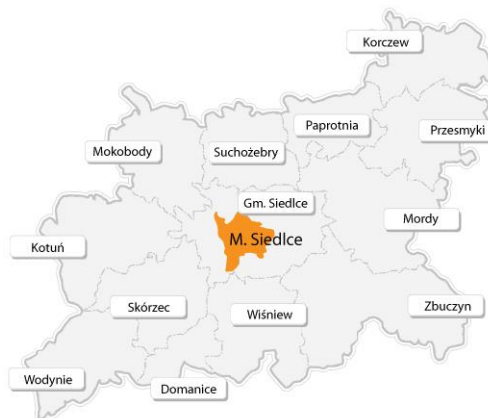 Korczew
Paprotnia
Przesmyki
Mokobody
Suchożebry
Gm. Siedlce
Mordy
M. Siedlce
Kotuń
Zbuczyn
Skórzec
Wiśniew
Wodynie
Domanice